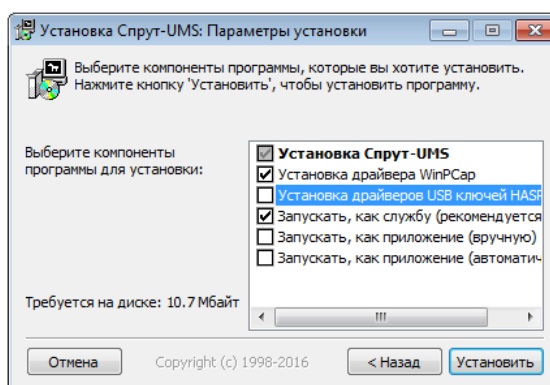 Установка Спрут-UMS: Параметры установки
Выберите компоненты программы, которые вы хотите установить.
Нажмите кнопку 'Установить', чтобы установить программу.
Выберите компоненты
программы для установки:
Установка Спрут-UMS
Установка драйвера WinPCap
Установка драйверов USB ключей HASP
Запускать, как службу (рекомендуется
Запускать, как приложение (вручную)
Запускать, как приложение (автоматич
Требуется на диске: 10.7 Мбайт
Отмена
Copyright (c) 1998-2016
< Назад
Установить